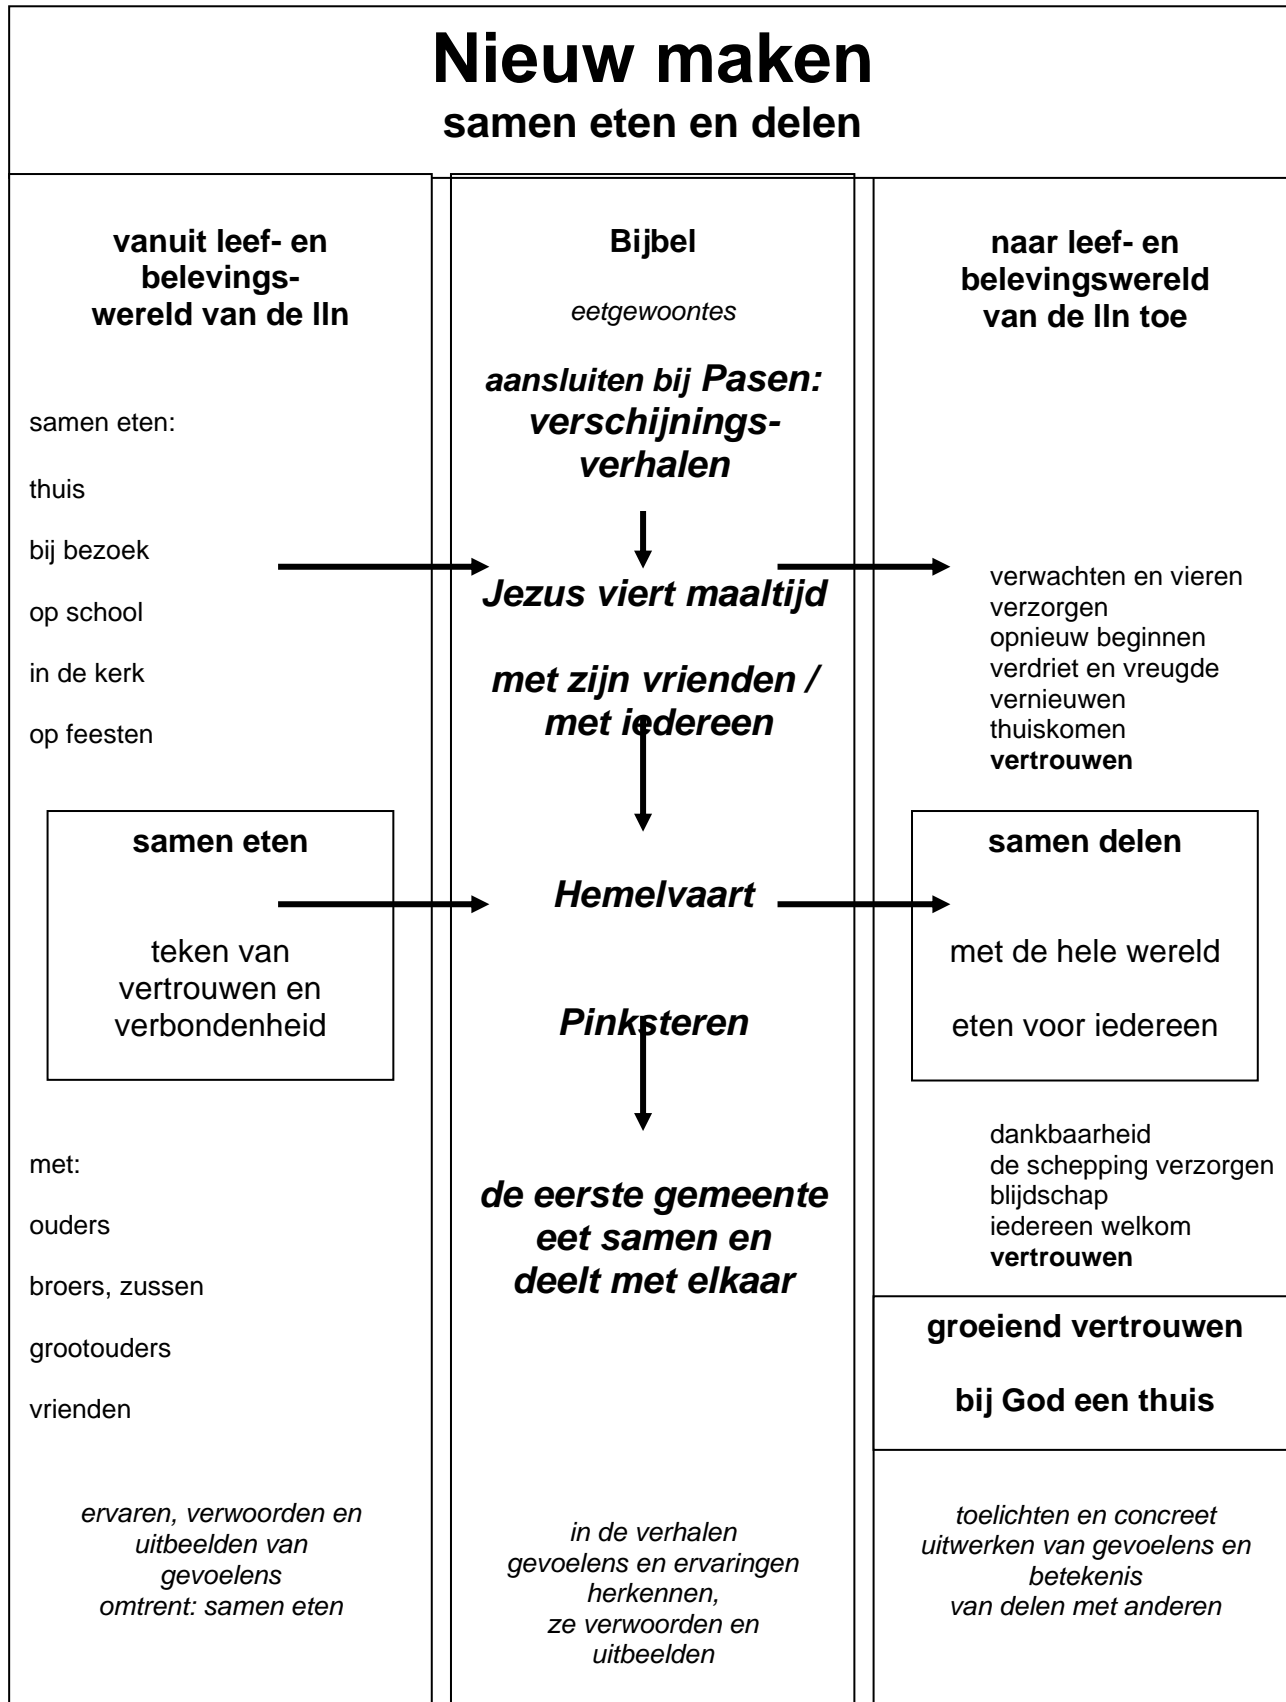 Nieuw maken
samen eten en delen
vanuit leef- en
belevings-
wereld van de lln
samen eten:
thuis
bij bezoek
op school
in de kerk
op feesten
samen eten
teken van
vertrouwen en
verbondenheid
met:
ouders
broers, zussen
grootouders
vrienden
ervaren, verwoorden en
uitbeelden van
gevoelens
omtrent: samen eten
Bijbel
eetgewoontes
aansluiten bij Pasen:
verschijnings-
verhalen
Jezus viert maaltijd
met zijn vrienden /
met iedereen
Hemelvaart
Pinksteren
de eerste gemeente
eet samen en
deelt met elkaar
in de verhalen
gevoelens en ervaringen
herkennen,
ze verwoorden en
uitbeelden
naar leef- en
belevingswereld
van de lln toe
verwachten en vieren
verzorgen
opnieuw beginnen
verdriet en vreugde
vernieuwen
thuiskomen
vertrouwen
samen delen
met de hele wereld
eten voor iedereen
dankbaarheid
de schepping verzorgen
blijdschap
iedereen welkom
vertrouwen
groeiend vertrouwen
bij God een thuis
toelichten en concreet
uitwerken van gevoelens en
betekenis
van delen met anderen